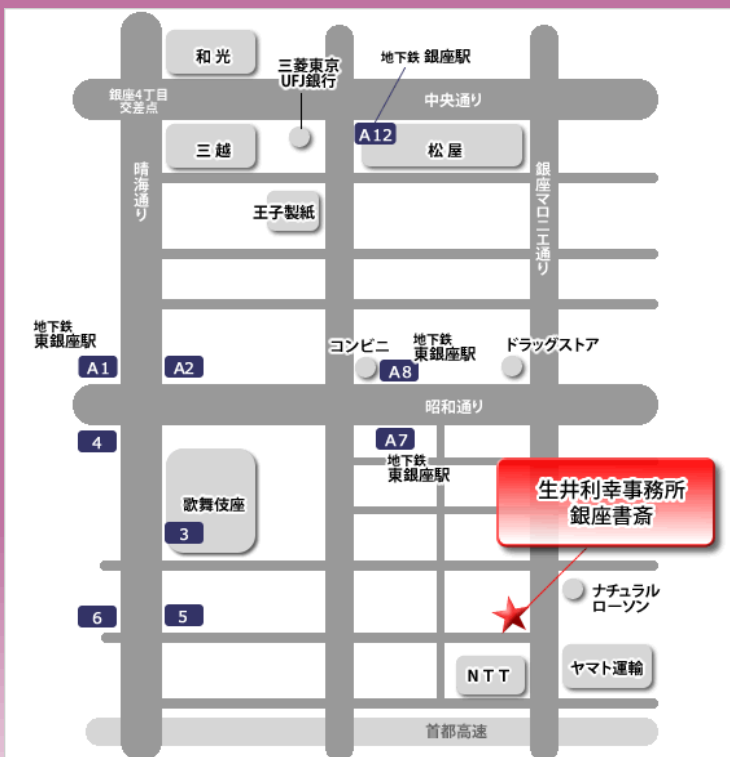 和光
三菱東京
UFJ銀行
地下鉄 銀座駅
銀座4丁目
交差点
中央通り
A12
三越
松屋
晴海通り
銀座マロニエ通り
王子製紙
地下鉄
東銀座駅
A1
A2
コンビニ
A8
地下鉄
東銀座駅
ドラッグストア
昭和通り
4
A7
地下鉄
東銀座駅
歌舞伎座
3
生井利幸事務所
銀座書斎
6
5
ナチュラル
ローソン
NTT
ヤマト運輸
首都高速